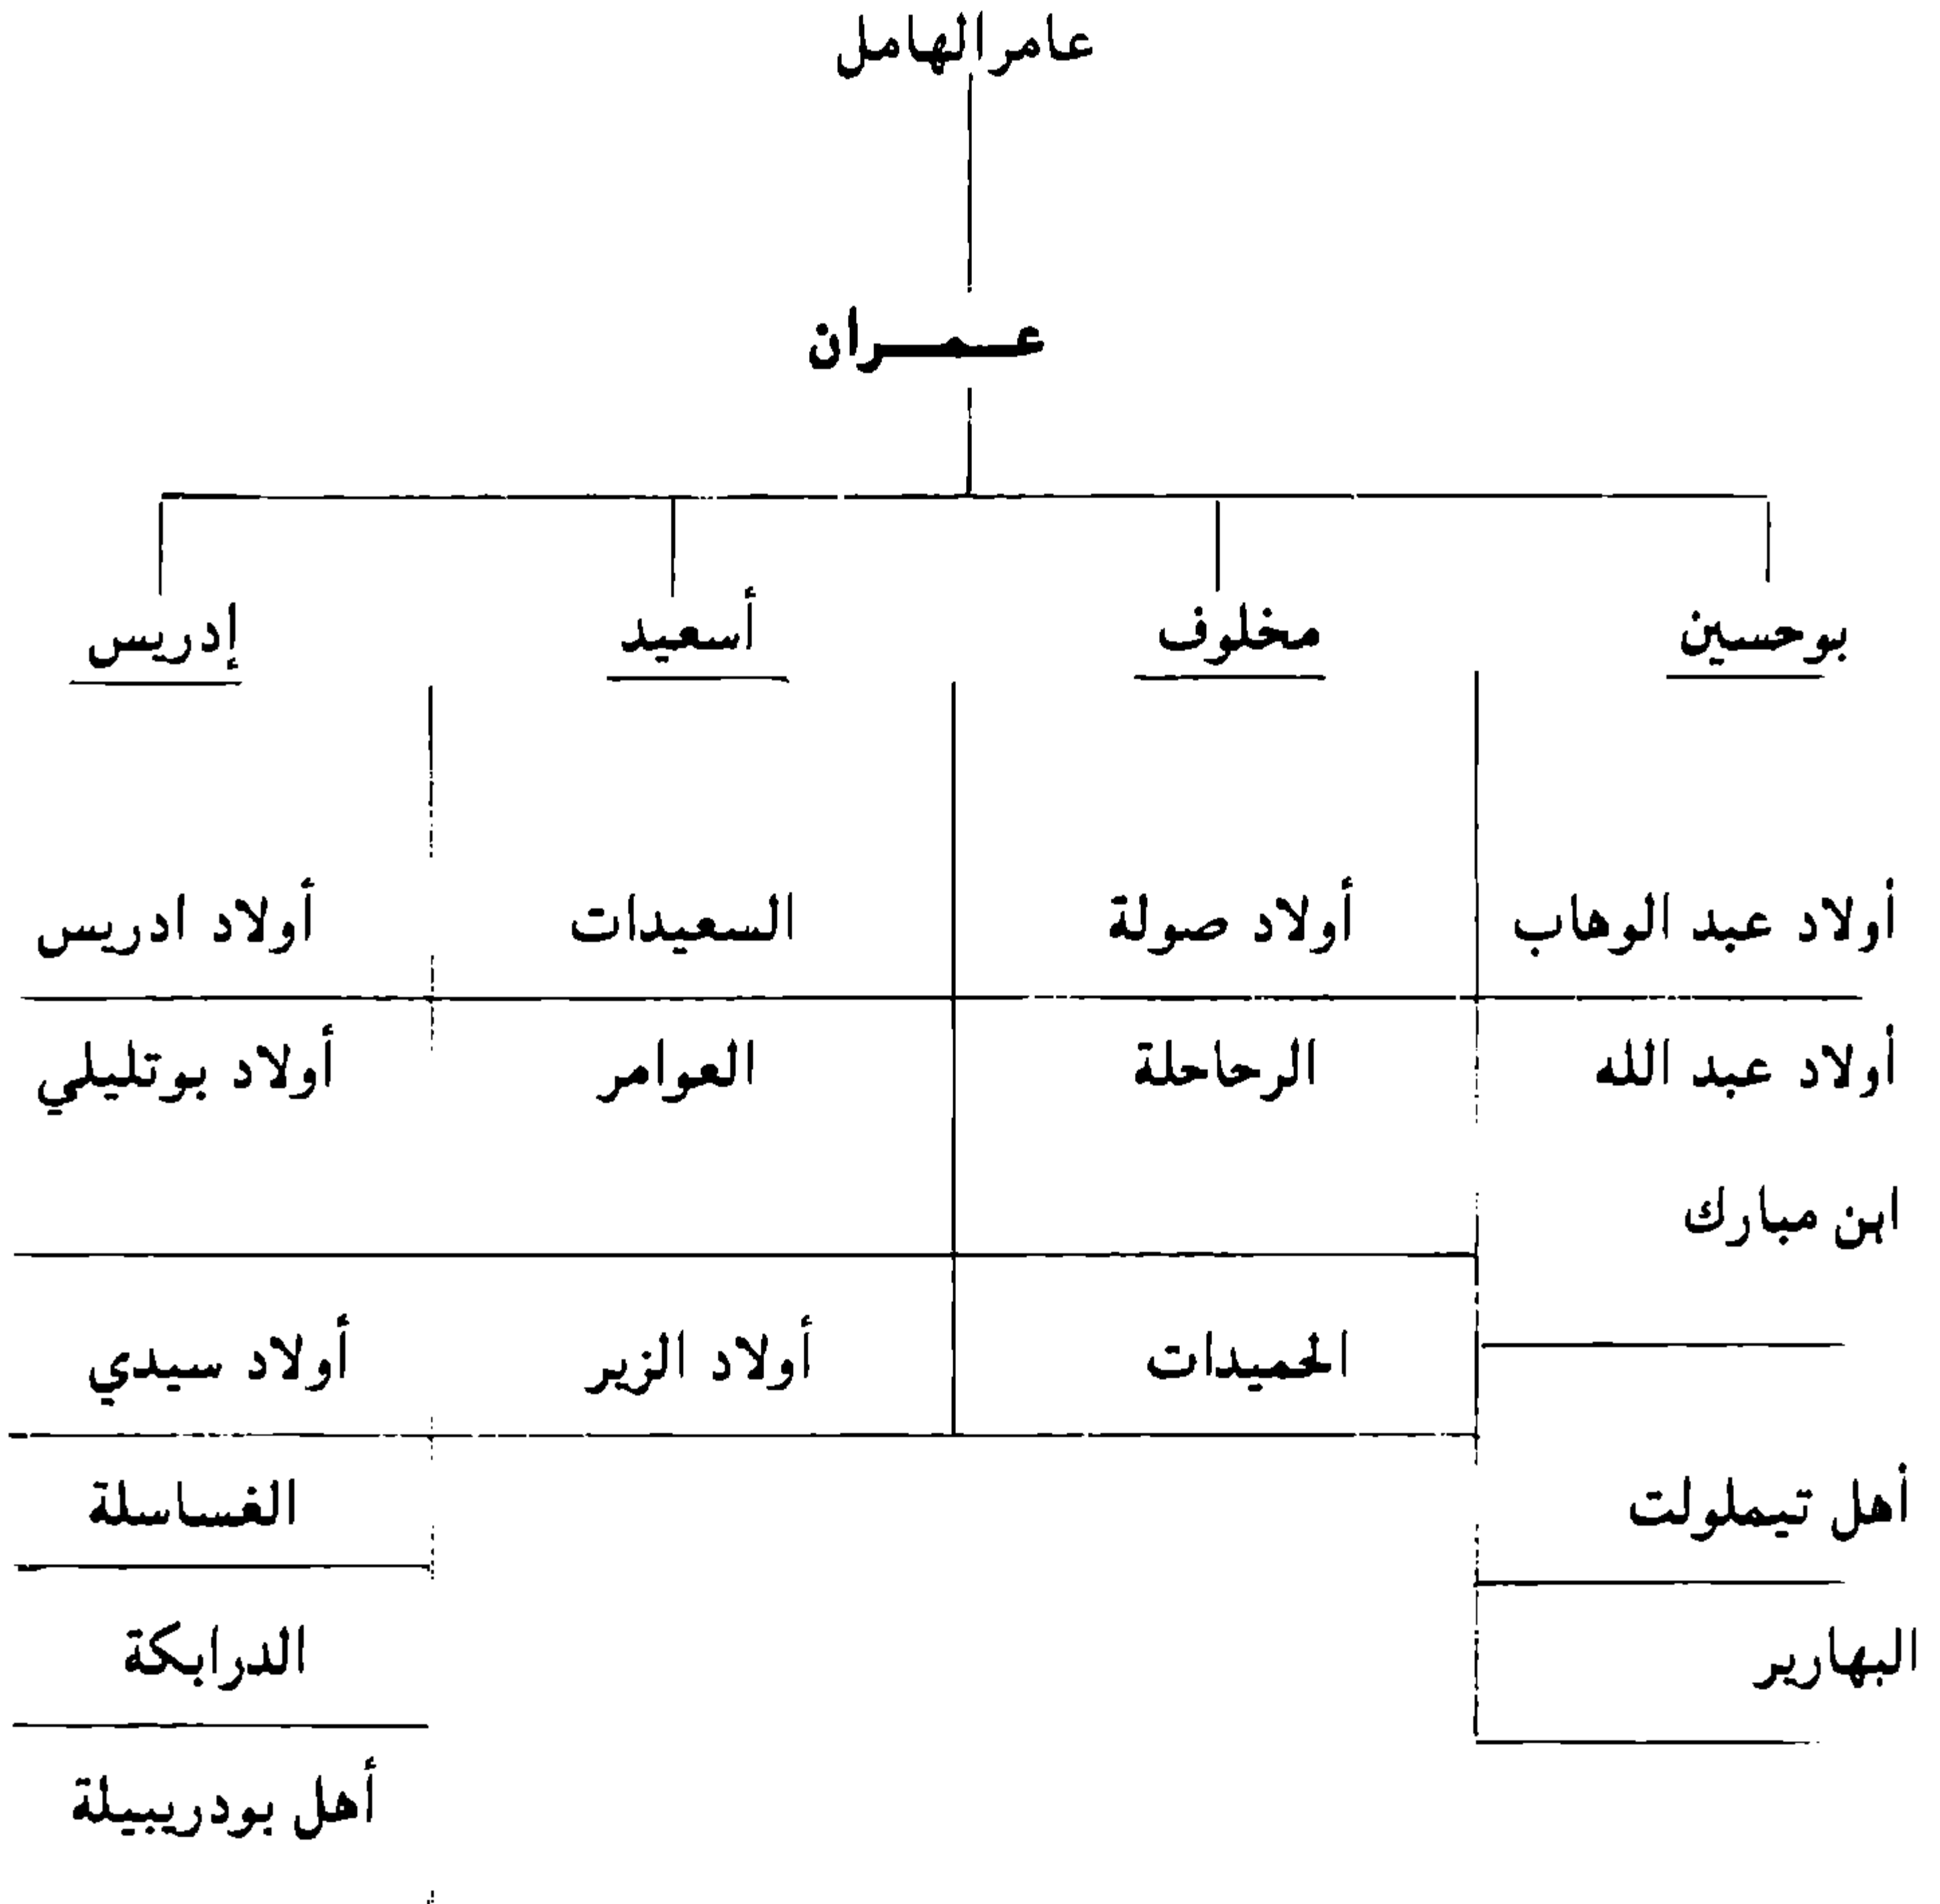 عامر الهامل
عمران
بوحسين مخلوف أسعيد إدريس
أولاد عبد الوهاب أولاد صولة السعيدات أولاد ادريس
أولاد عبد الله الرحاحلة العوامر أولاد بوتليلي
ابن مبارك
الحميدات أولاد الزير أولاد سيدي
أهل تيملولت الغساسلة
البهارير الدرابكة
أهل بودريبيلة